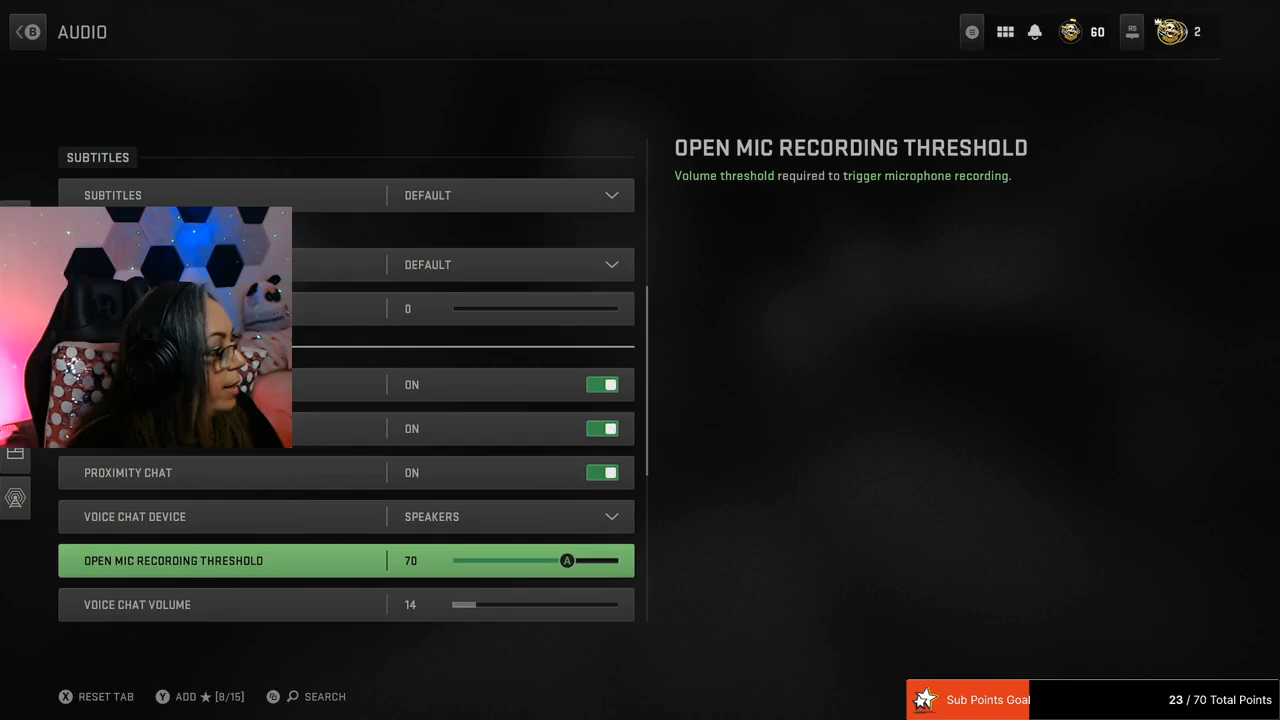 B AUDIO
60 RS 2
SUBTITLES
SUBTITLES DEFAULT
DEFAULT
0
ON
ON
PROXIMITY CHAT ON
VOICE CHAT DEVICE SPEAKERS
OPEN MIC RECORDING THRESHOLD 70 A
VOICE CHAT VOLUME 14
OPEN MIC RECORDING THRESHOLD
Volume threshold required to trigger microphone recording.
X RESET TAB Y ADD ★ [8/15] SEARCH
Sub Points Goal 23 / 70 Total Points